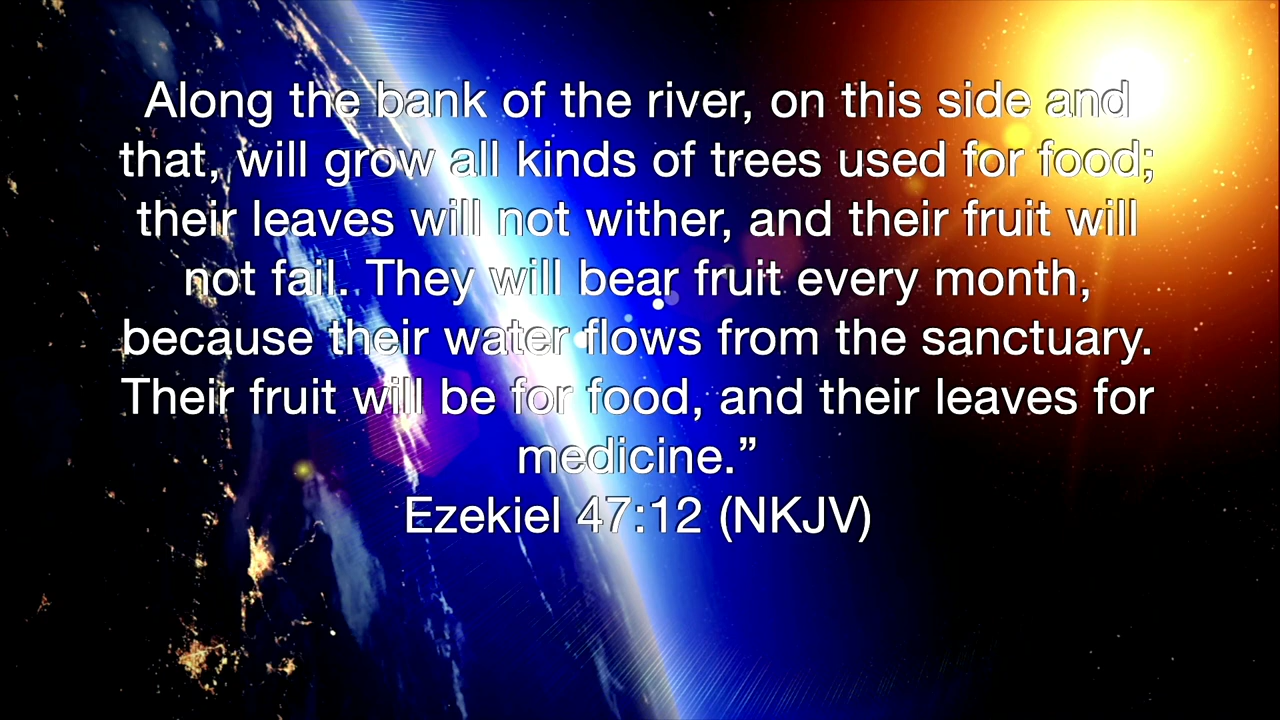 Along the bank of the river, on this side and
that, will grow all kinds of trees used for food;
their leaves will not wither, and their fruit will
not fail. They will bear fruit every month,
because their water flows from the sanctuary.
Their fruit will be for food, and their leaves for
medicine.”
Ezekiel 47:12 (NKJV)